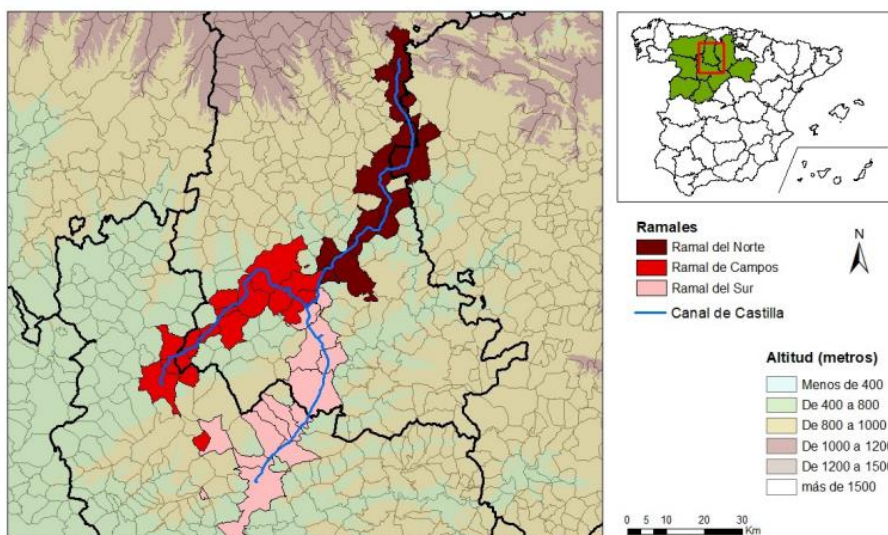 Ramales
Ramal del Norte
Ramal de Campos
Ramal del Sur
Canal de Castilla
N
Altitud (metros)
Menos de 400
De 400 a 800
De 800 a 1000
De 1000 a 1200
De 1200 a 1500
más de 1500
0 5 10 20 30
Km